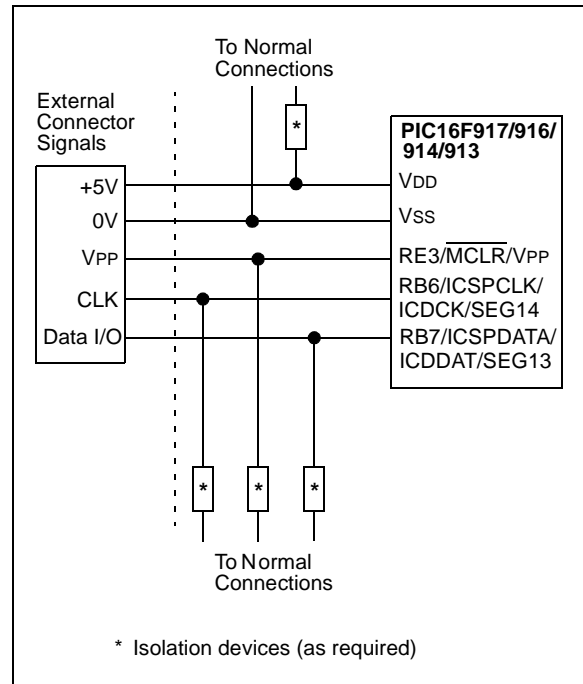 To Normal
Connections
External
Connector
Signals
*
PIC16F917/916/
914/913
+5V
VDD
0V
VSS
VPP
RE3/MCLR/VPP
CLK
RB6/ICSPCLK/
ICDCK/SEG14
Data I/O
RB7/ICSPDATA/
ICDDAT/SEG13
*
*
*
To Normal
Connections
* Isolation devices (as required)